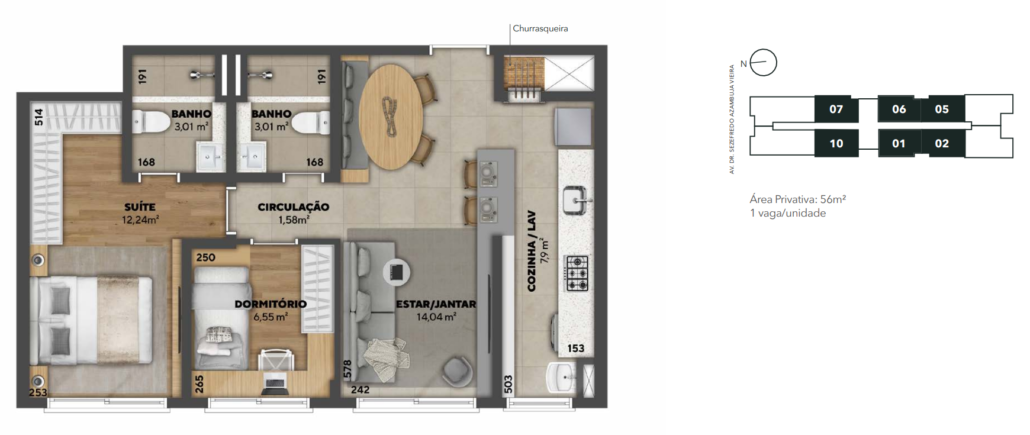 Churrasqueira
191
191
514
BANHO
3,01 m²
BANHO
3,01 m²
168
168
SUÍTE
12,24m²
CIRCULAÇÃO
1,58m²
COZINHA / LAV
7,9 m²
250
DORMITÓRIO
6,55 m²
ESTAR/JANTAR
14,04 m²
153
578
265
253
242
503
N
AV. DR. SEZEFREDO AZAMBUJA VIEIRA
07
06
05
10
01
02
Área Privativa: 56m²
1 vaga/unidade